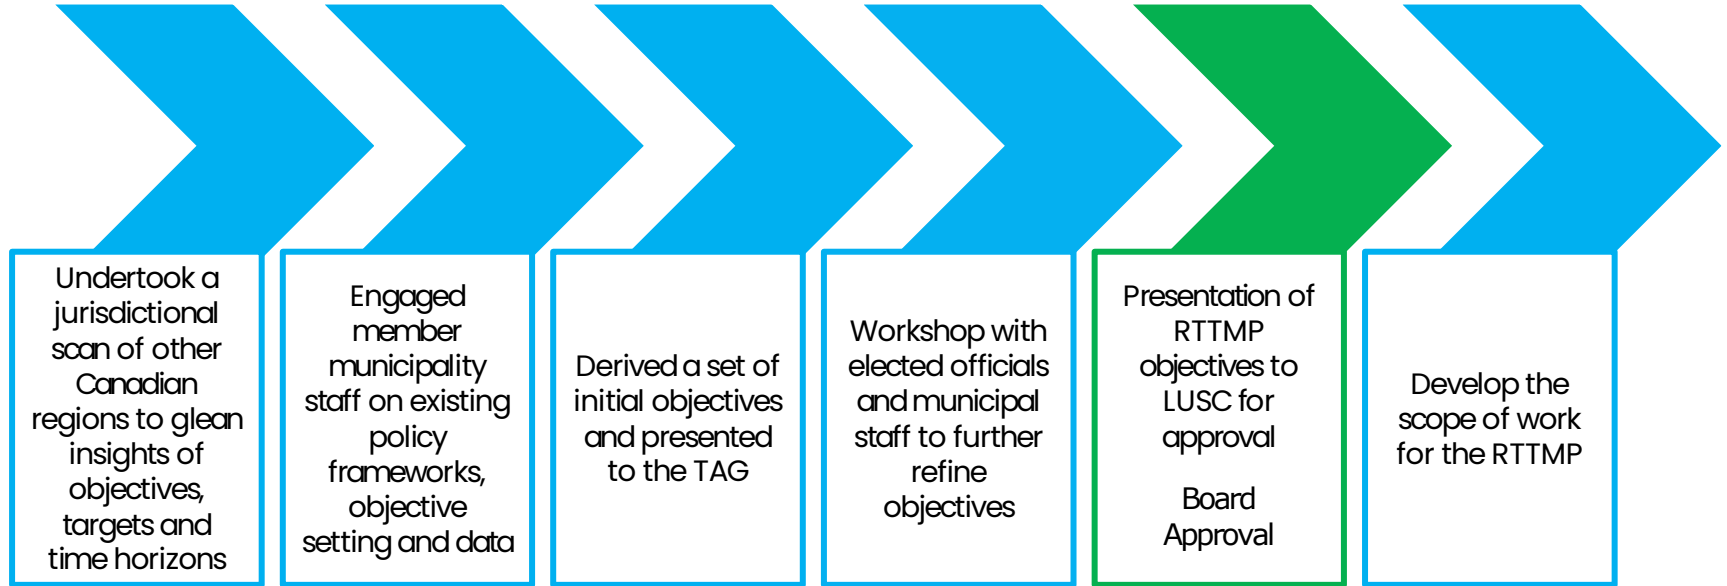 Undertook a
jurisdictional
scan of other
Canadian
regions to glean
insights of
objectives,
targets and
time horizons
Engaged
member
municipality
staff on existing
policy
frameworks,
objective
setting and data
Derived a set of
initial objectives
and presented
to the TAG
Workshop with
elected officials
and municipal
staff to further
refine
objectives
Presentation of
RTTMP
objectives to
LUSC for
approval
Board
Approval
Develop the
scope of work
for the RTTMP